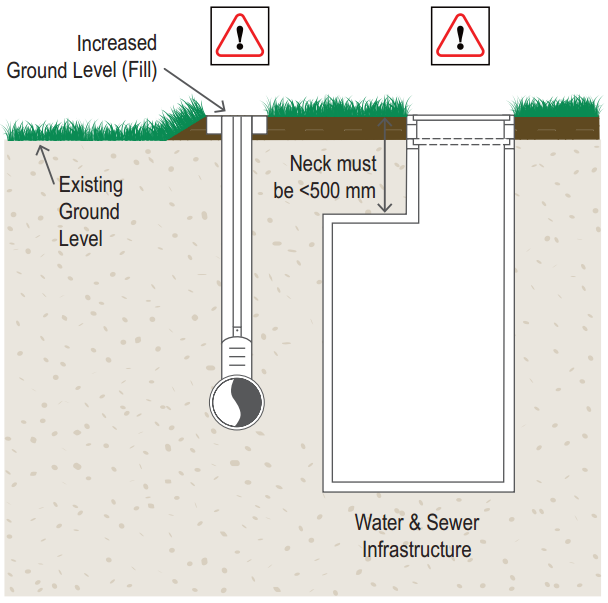 Increased
Ground Level (Fill)
Existing
Ground
Level
Neck must
be <500 mm
Water & Sewer
Infrastructure